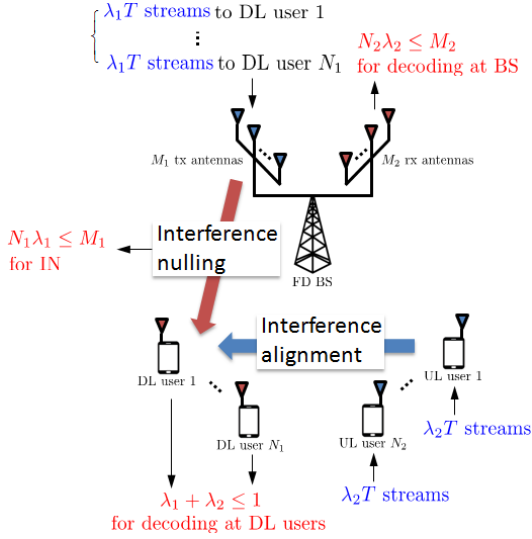 λ₁T streams to DL user 1
⋮
λ₁T streams to DL user N₁
N₂λ₂ ≤ M₂
for decoding at BS
M₁ tx antennas
M₂ rx antennas
N₁λ₁ ≤ M₁
for IN
Interference
nulling
FD BS
Interference
alignment
DL user 1
UL user 1
DL user N₁
UL user N₂
λ₂T streams
λ₂T streams
λ₁ + λ₂ ≤ 1
for decoding at DL users